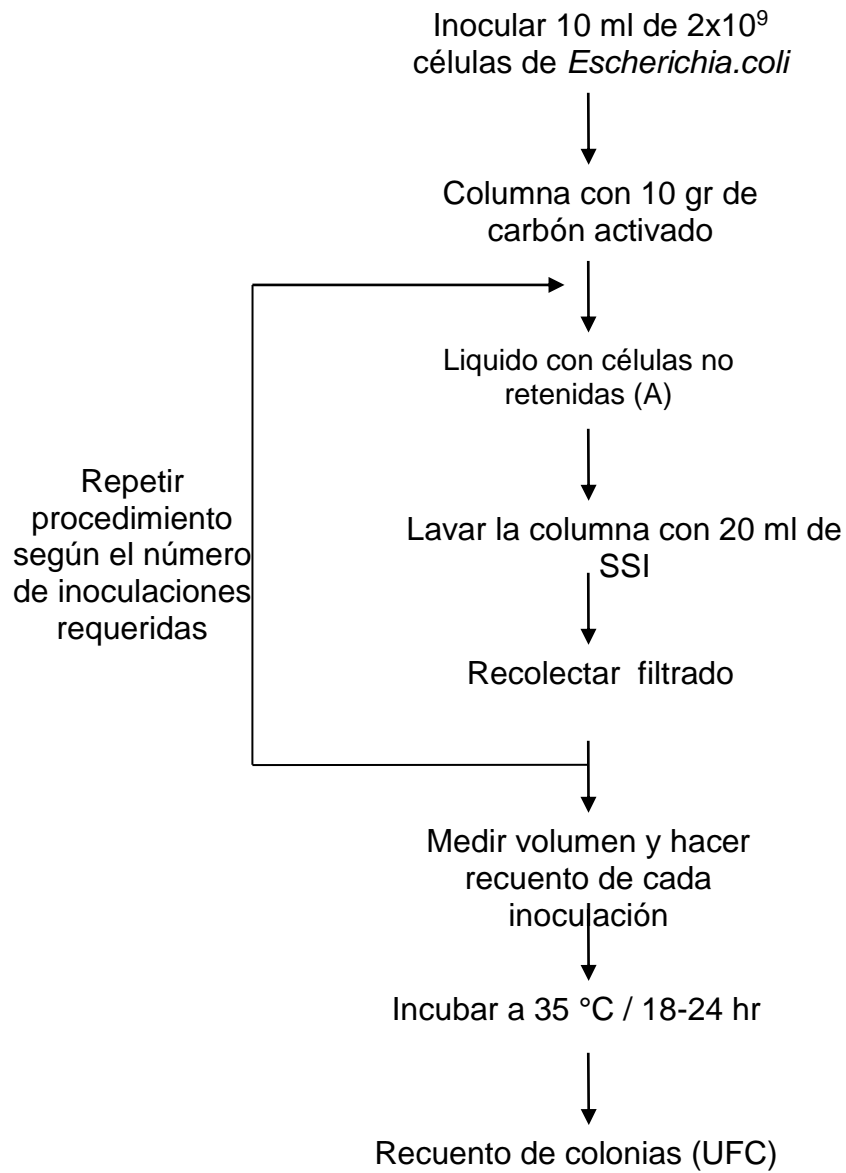 Inocular 10 ml de 2x10⁹
células de Escherichia.coli
Columna con 10 gr de
carbón activado
Liquido con células no
retenidas (A)
Repetir
procedimiento
según el número
de inoculaciones
requeridas
Lavar la columna con 20 ml de
SSI
Recolectar filtrado
Medir volumen y hacer
recuento de cada
inoculación
Incubar a 35 °C / 18-24 hr
Recuento de colonias (UFC)